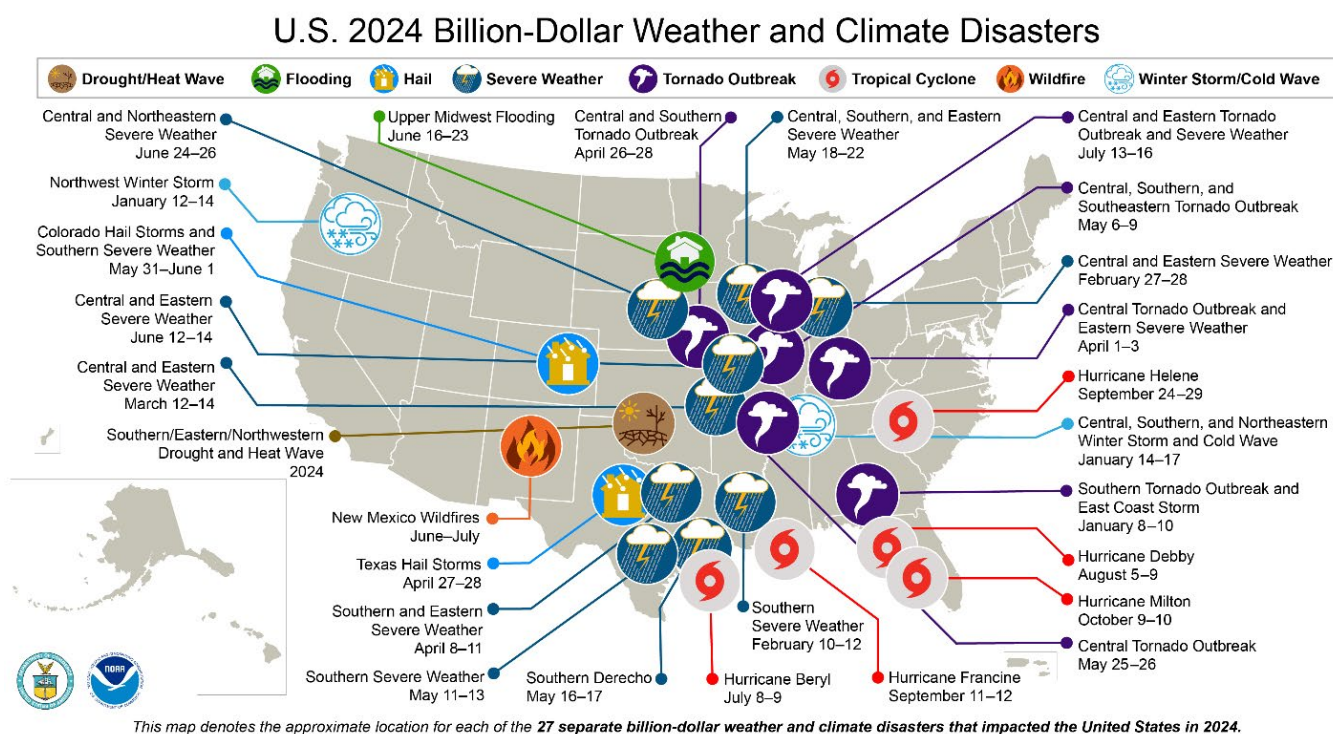 U.S. 2024 Billion-Dollar Weather and Climate Disasters
Drought/Heat Wave
Flooding
Hail
Severe Weather
Tornado Outbreak
Tropical Cyclone
Wildfire
Winter Storm/Cold Wave
Central and Northeastern
Severe Weather
June 24–26
Upper Midwest Flooding
June 16–23
Central and Southern
Tornado Outbreak
April 26–28
Central, Southern, and Eastern
Severe Weather
May 18–22
Central and Eastern Tornado
Outbreak and Severe Weather
July 13–16
Northwest Winter Storm
January 12–14
Central, Southern, and
Southeastern Tornado Outbreak
May 6–9
Colorado Hail Storms and
Southern Severe Weather
May 31–June 1
Central and Eastern Severe Weather
February 27–28
Central and Eastern
Severe Weather
June 12–14
Central Tornado Outbreak and
Eastern Severe Weather
April 1–3
Central and Eastern
Severe Weather
March 12–14
Hurricane Helene
September 24–29
Southern/Eastern/Northwestern
Drought and Heat Wave
2024
Central, Southern, and Northeastern
Winter Storm and Cold Wave
January 14–17
New Mexico Wildfires
June–July
Southern Tornado Outbreak and
East Coast Storm
January 8–10
Texas Hail Storms
April 27–28
Hurricane Debby
August 5–9
Southern and Eastern
Severe Weather
April 8–11
Southern
Severe Weather
February 10–12
Hurricane Milton
October 9–10
Central Tornado Outbreak
May 25–26
Southern Severe Weather
May 11–13
Southern Derecho
May 16–17
Hurricane Beryl
July 8–9
Hurricane Francine
September 11–12
NOAA
This map denotes the approximate location for each of the 27 separate billion-dollar weather and climate disasters that impacted the United States in 2024.